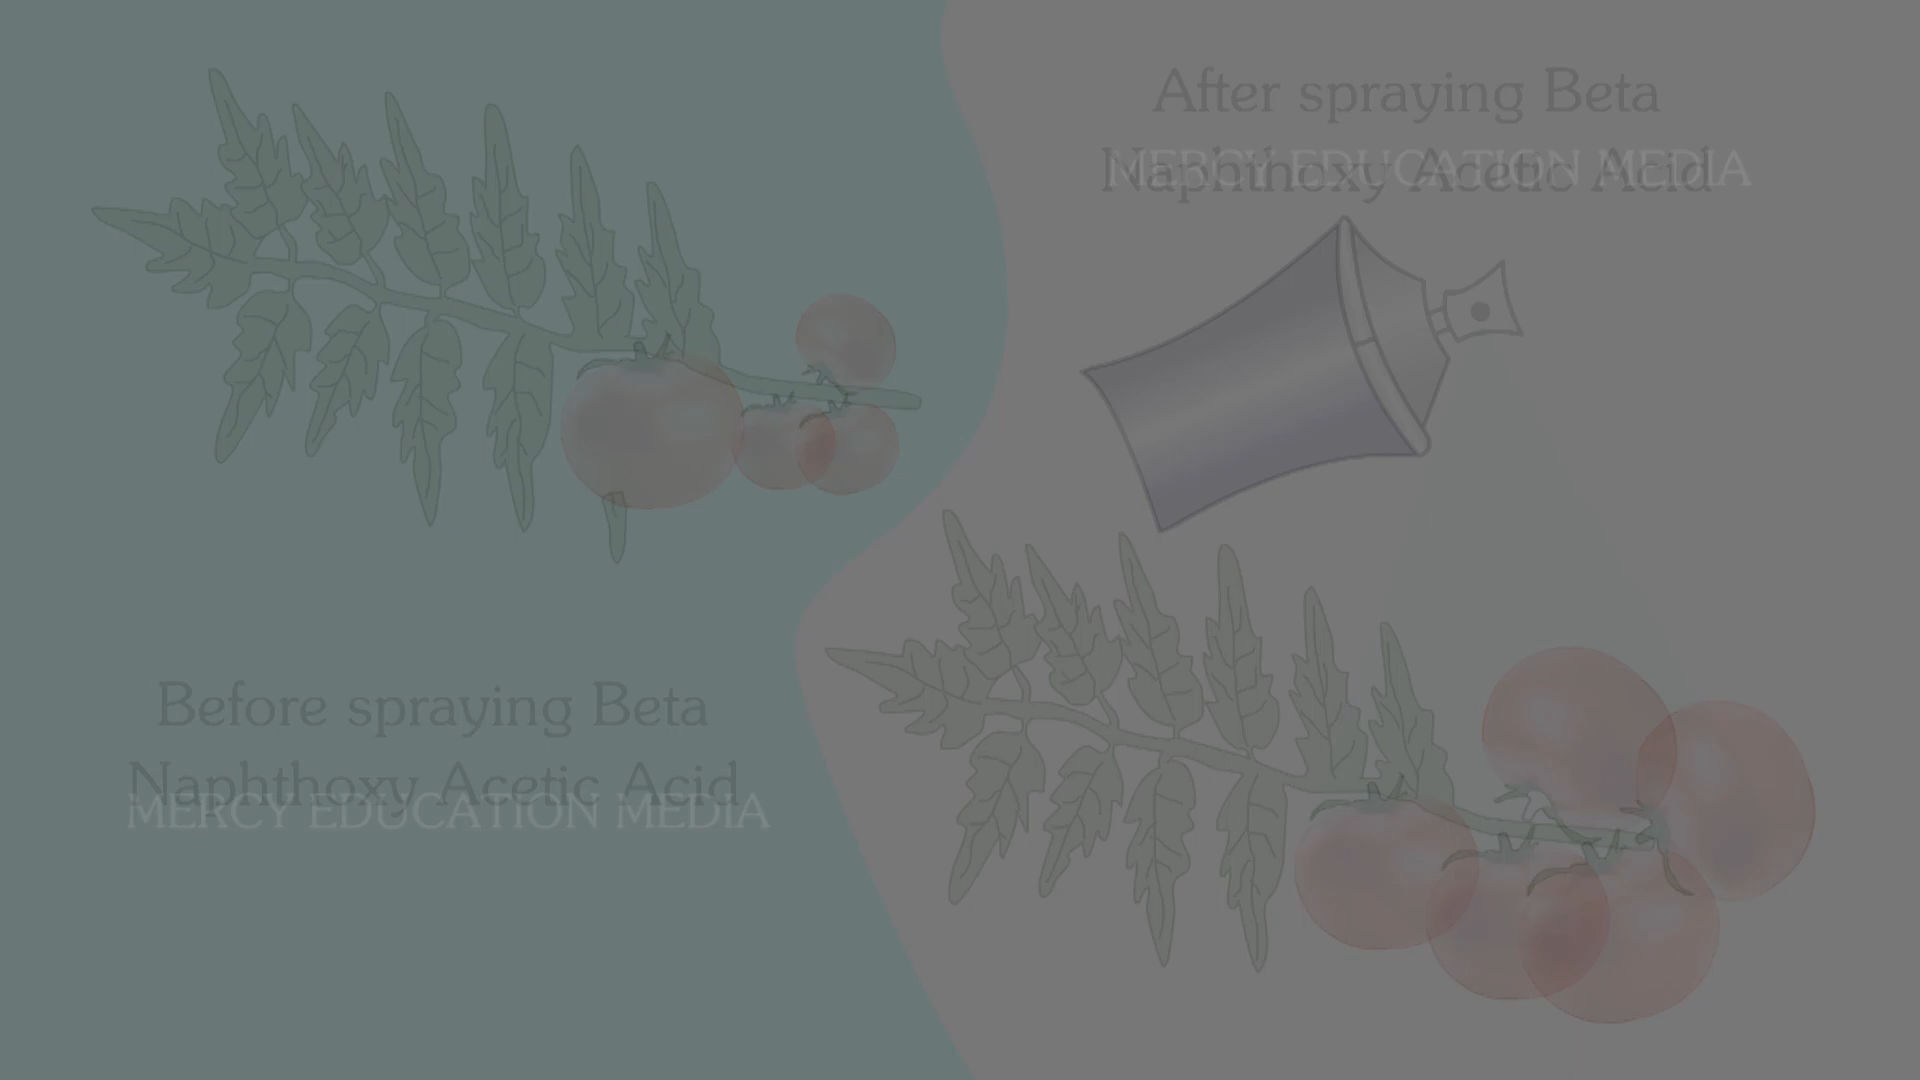 Before spraying Beta
Naphthoxy Acetic Acid
MERCY EDUCATION MEDIA
After spraying Beta
Naphthoxy Acetic Acid
MERCY EDUCATION MEDIA